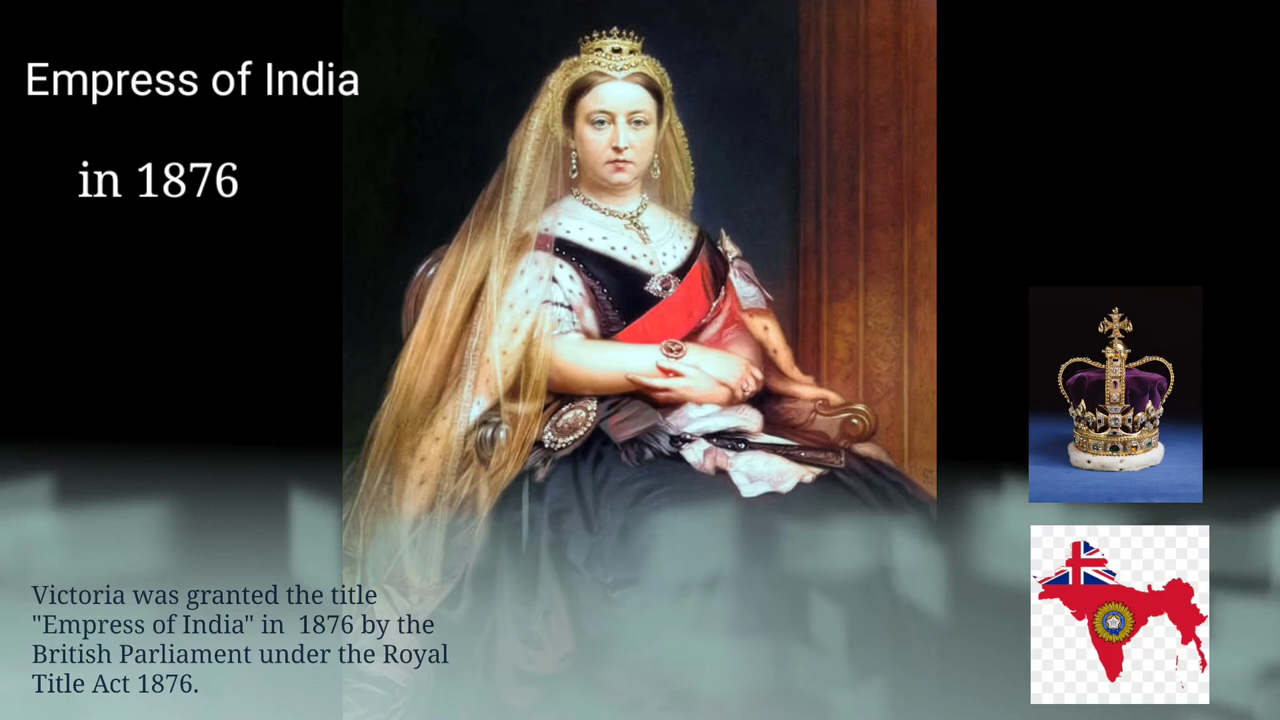 Empress of India
in 1876
Victoria was granted the title
"Empress of India" in  1876 by the
British Parliament under the Royal
Title Act 1876.